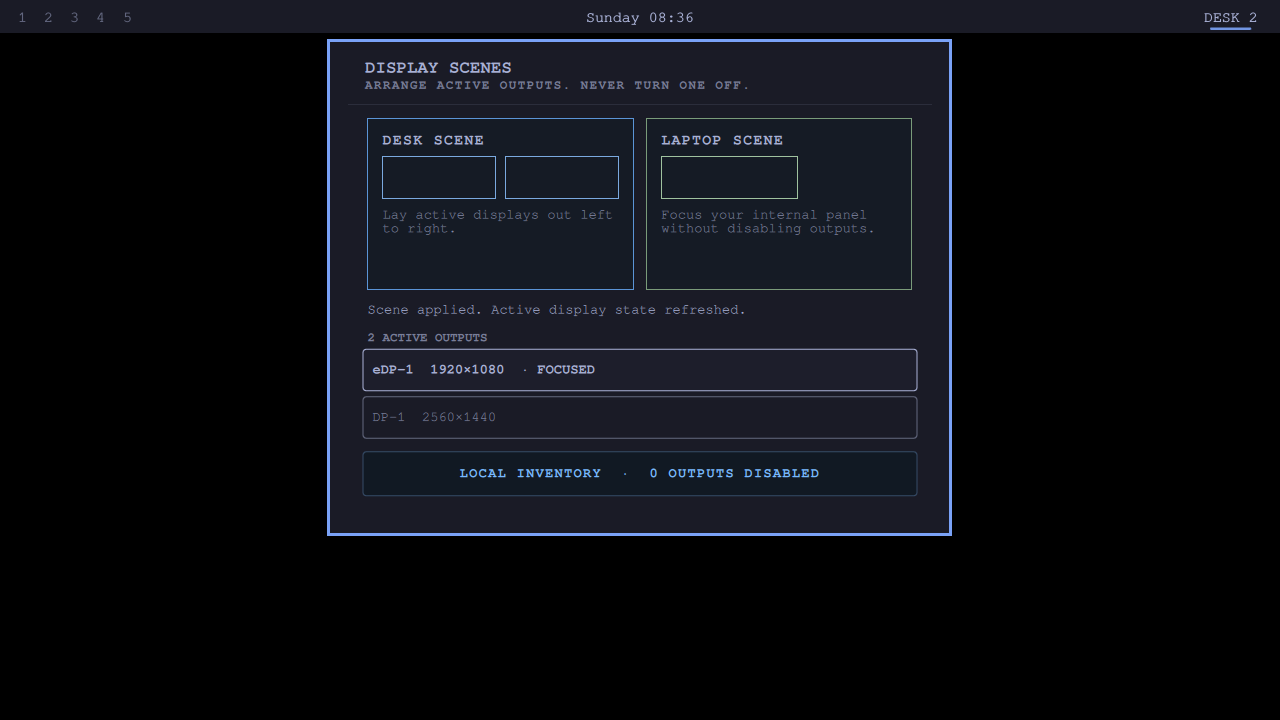 1 2 3 4 5
Sunday 08:36
DESK 2
DISPLAY SCENES
ARRANGE ACTIVE OUTPUTS. NEVER TURN ONE OFF.
DESK SCENE
Lay active displays out left
to right.
LAPTOP SCENE
Focus your internal panel
without disabling outputs.
Scene applied. Active display state refreshed.
2 ACTIVE OUTPUTS
eDP-1 1920×1080 · FOCUSED
DP-1 2560×1440
LOCAL INVENTORY · 0 OUTPUTS DISABLED